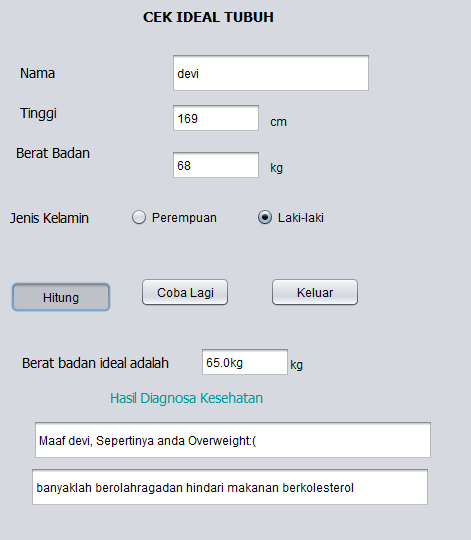 CEK IDEAL TUBUH
Nama devi
Tinggi 169 cm
Berat Badan 68 kg
Jenis Kelamin Perempuan Laki-laki
Hitung Coba Lagi Keluar
Berat badan ideal adalah 65.0kg kg
Hasil Diagnosa Kesehatan
Maaf devi, Sepertinya anda Overweight:(
banyaklah berolahragadan hindari makanan berkolesterol